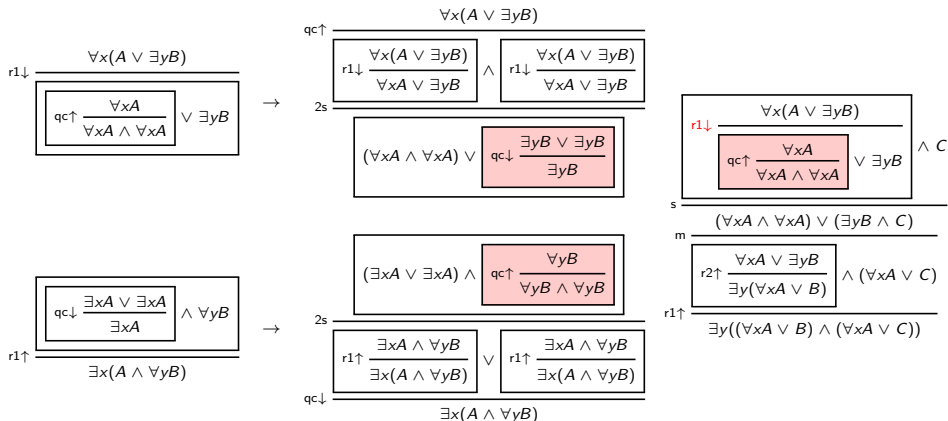 ∀x(A ∨ ∃yB)
r1↓
qc↑ ∀xA
∀xA ∧ ∀xA
∨ ∃yB
→
∀x(A ∨ ∃yB)
qc↑
r1↓ ∀x(A ∨ ∃yB) ∧ r1↓ ∀x(A ∨ ∃yB)
∀xA ∨ ∃yB ∀xA ∨ ∃yB
2s
(∀xA ∧ ∀xA) ∨ qc↓ ∃yB ∨ ∃yB
∃yB
qc↓ ∃xA ∨ ∃xA
∃xA
∧ ∀yB
r1↑
∃x(A ∧ ∀yB)
→
(∃xA ∨ ∃xA) ∧ qc↑ ∀yB
∀yB ∧ ∀yB
2s
r1↑ ∃xA ∧ ∀yB ∨ r1↑ ∃xA ∧ ∀yB
∃x(A ∧ ∀yB) ∃x(A ∧ ∀yB)
qc↓
∃x(A ∧ ∀yB)
∀x(A ∨ ∃yB)
r1↓
qc↑ ∀xA
∀xA ∧ ∀xA
∨ ∃yB
∧ C
s
(∀xA ∧ ∀xA) ∨ (∃yB ∧ C)
m
r2↑ ∀xA ∨ ∃yB
∃y(∀xA ∨ B)
∧ (∀xA ∨ C)
r1↑
∃y((∀xA ∨ B) ∧ (∀xA ∨ C))